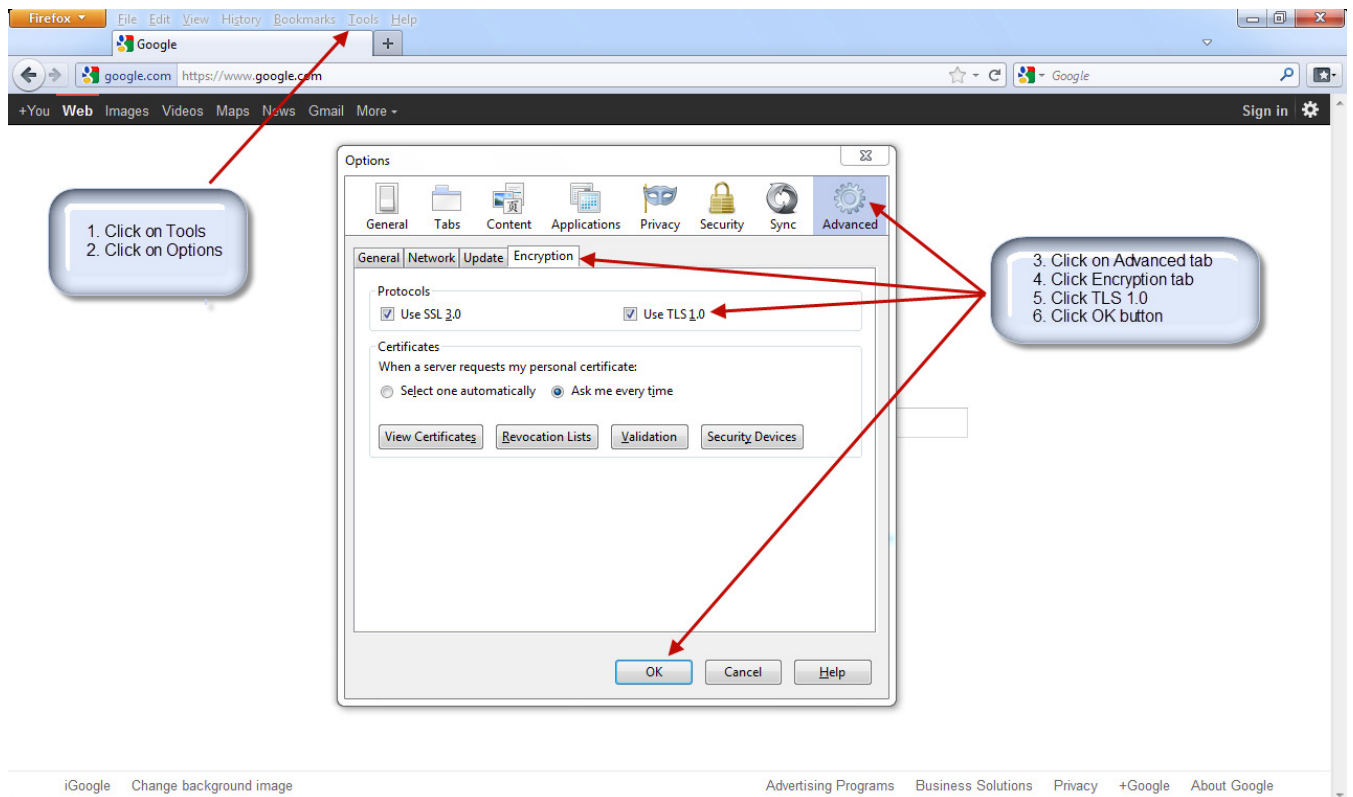 Firefox File Edit View History Bookmarks Tools Help
Google
google.com https://www.google.com Google
+You Web Images Videos Maps News Gmail More Sign in
Options
General Tabs Content Applications Privacy Security Sync Advanced
General Network Update Encryption
Protocols
Use SSL 3.0 Use TLS 1.0
Certificates
When a server requests my personal certificate:
Select one automatically Ask me every time
View Certificates Revocation Lists Validation Security Devices
OK Cancel Help
1. Click on Tools
2. Click on Options
3. Click on Advanced tab
4. Click Encryption tab
5. Click TLS 1.0
6. Click OK button
iGoogle Change background image Advertising Programs Business Solutions Privacy +Google About Google